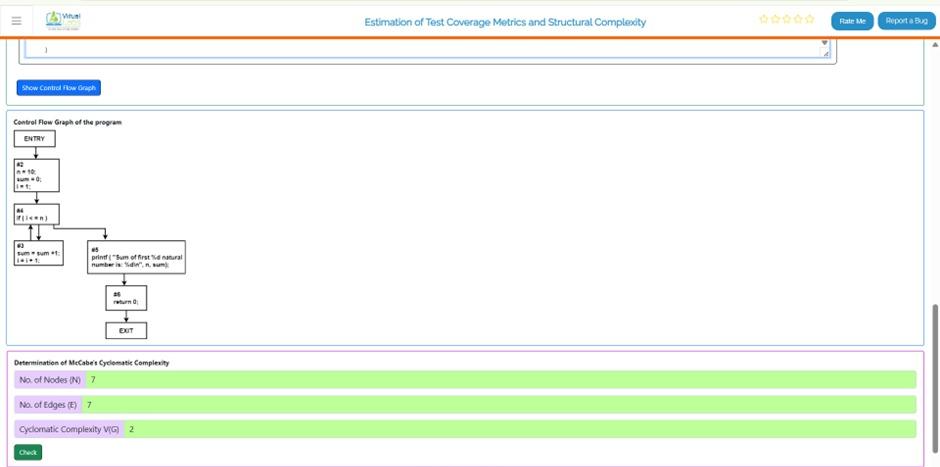 Virtual
Estimation of Test Coverage Metrics and Structural Complexity
Rate Me
Report a Bug
}
Show Control Flow Graph
Control Flow Graph of the program
ENTRY
#2
n = 10;
sum = 0;
i = 1;
#4
if ( i < = n )
#3
sum = sum +1;
i = i + 1;
#5
printf ( "Sum of first %d natural
number is: %d\n", n, sum);
#6
return 0;
EXIT
Determination of McCabe's Cyclomatic Complexity
No. of Nodes (N) 7
No. of Edges (E) 7
Cyclomatic Complexity V(G) 2
Check